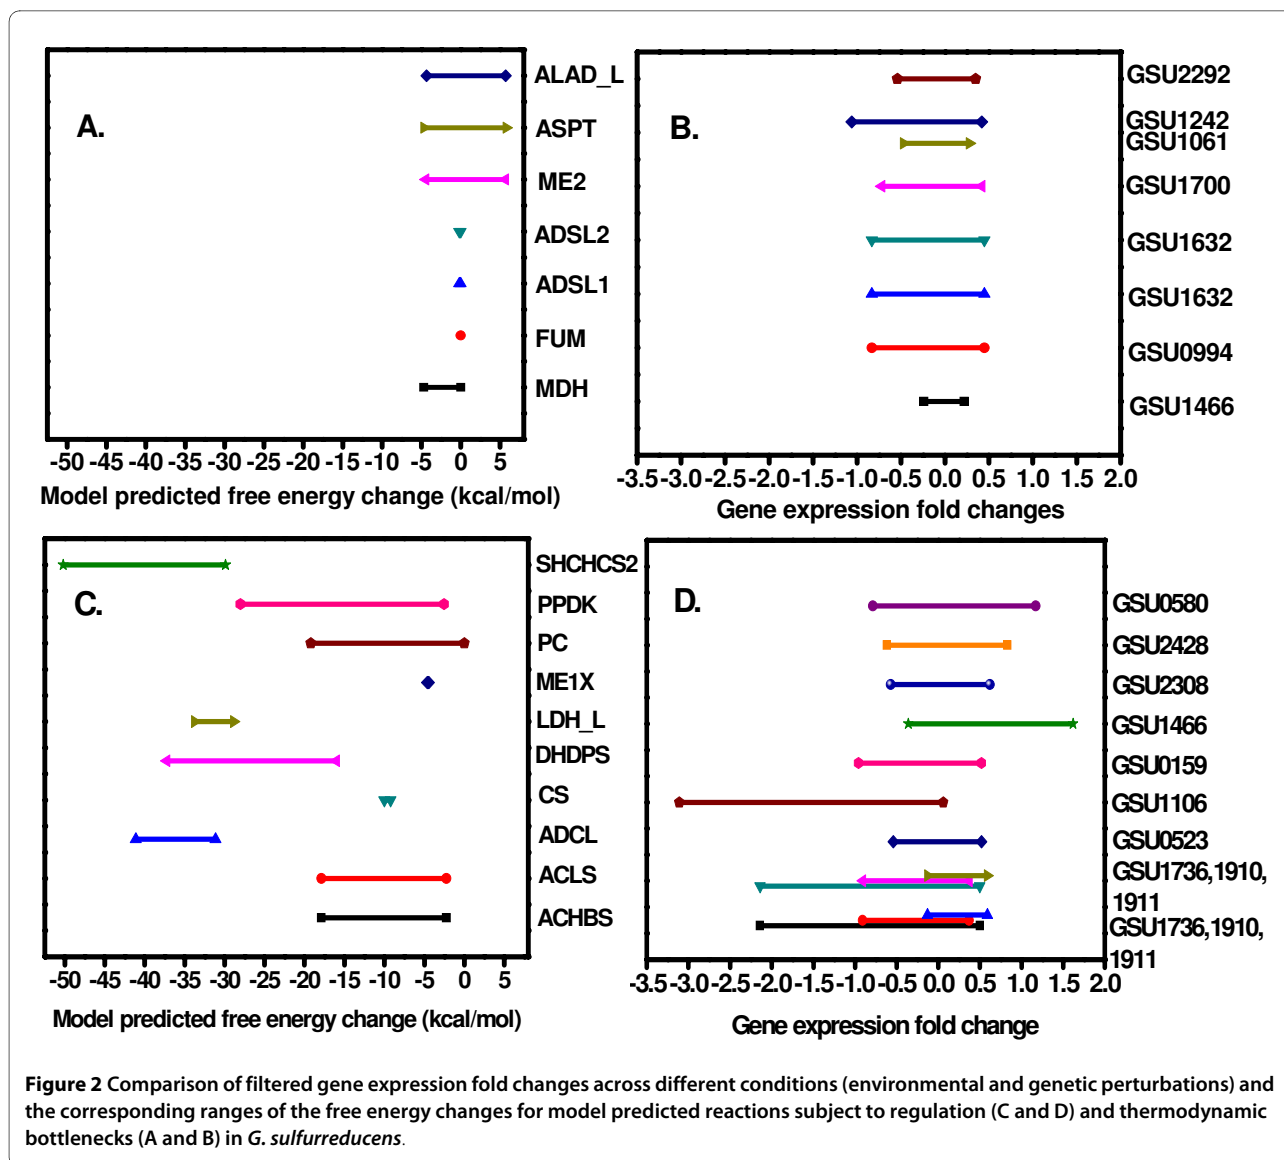 A.
ALAD_L
ASPT
ME2
ADSL2
ADSL1
FUM
MDH
-50 -45 -40 -35 -30 -25 -20 -15 -10 -5 0 5
Model predicted free energy change (kcal/mol)
B.
GSU2292
GSU1242
GSU1061
GSU1700
GSU1632
GSU1632
GSU0994
GSU1466
-3.5 -3.0 -2.5 -2.0 -1.5 -1.0 -0.5 0.0 0.5 1.0 1.5 2.0
Gene expression fold changes
C.
SHCHCS2
PPDK
PC
ME1X
LDH_L
DHDPS
CS
ADCL
ACLS
ACHBS
-50 -45 -40 -35 -30 -25 -20 -15 -10 -5 0 5
Model predicted free energy change (kcal/mol)
D.
GSU0580
GSU2428
GSU2308
GSU1466
GSU0159
GSU1106
GSU0523
GSU1736,1910,
1911
GSU1736,1910,
1911
-3.5 -3.0 -2.5 -2.0 -1.5 -1.0 -0.5 0.0 0.5 1.0 1.5 2.0
Gene expression fold change
Figure 2 Comparison of filtered gene expression fold changes across different conditions (environmental and genetic perturbations) and
the corresponding ranges of the free energy changes for model predicted reactions subject to regulation (C and D) and thermodynamic
bottlenecks (A and B) in G. sulfurreducens.